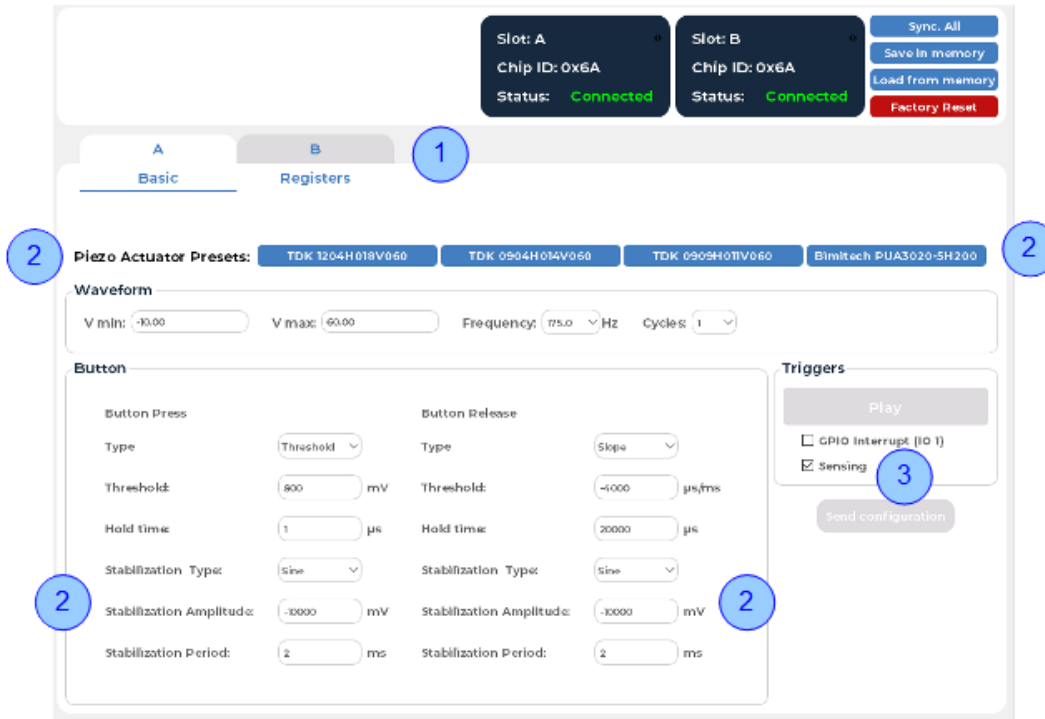 Slot: A
Chip ID: 0x6A
Status: Connected
Slot: B
Chip ID: 0x6A
Status: Connected
Sync. All
Save in memory
Load from memory
Factory Reset
A B 1
Basic Registers
2 Piezo Actuator Presets: TDK 1204H018V060 TDK 0904H014V060 TDK 0909H011V060 Bimitech PUA3020-5H200 2
Waveform
V min: -10.00 V max: 60.00 Frequency: 175.0 Hz Cycles: 1
Button
Button Press Button Release
Type Threshold Type Slope
Threshold: 800 mV Threshold: -4000 µs/ms
Hold time: 1 µs Hold time: 20000 µs
Stabilization Type: Sine Stabilization Type: Sine
2 Stabilization Amplitude: -10000 mV Stabilization Amplitude: -10000 mV 2
Stabilization Period: 2 ms Stabilization Period: 2 ms
Triggers
Play
GPIO Interrupt (IO 1)
Sensing 3
Send configuration